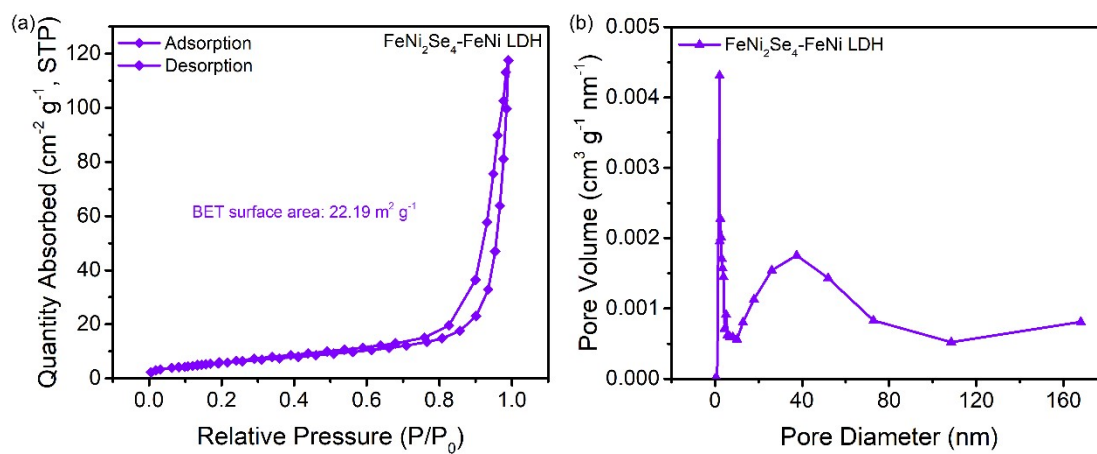 (a)
Adsorption
Desorption
FeNi₂Se₄-FeNi LDH
BET surface area: 22.19 m² g⁻¹
Quantity Absorbed (cm⁻² g⁻¹, STP)
120
100
80
60
40
20
0
0.0 0.2 0.4 0.6 0.8 1.0
Relative Pressure (P/P₀)
(b)
FeNi₂Se₄-FeNi LDH
Pore Volume (cm³ g⁻¹ nm⁻¹)
0.005
0.004
0.003
0.002
0.001
0.000
0 40 80 120 160
Pore Diameter (nm)